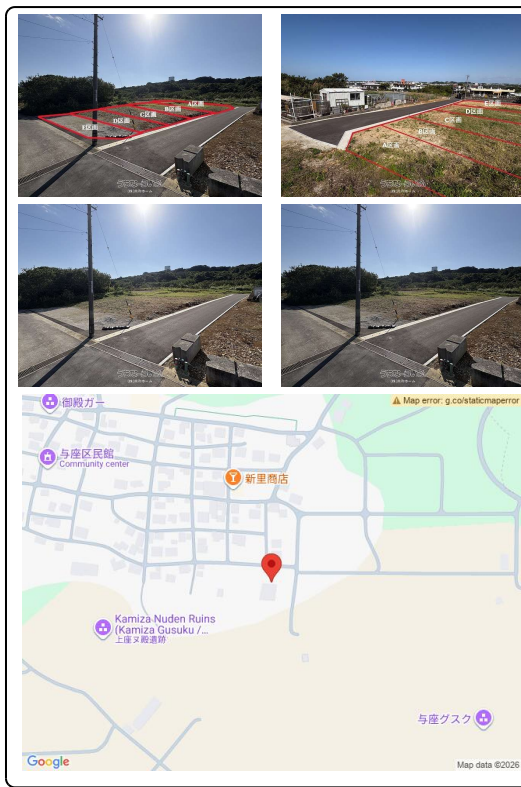 A区画
B区画
C区画
D区画
E区画
E区画
D区画
C区画
B区画
A区画
御殿ガー
Map error: g.co/staticmaperror
与座区民館
Community center
新里商店
Kamiza Nuden Ruins
(Kamiza Gusuku /...
上座ヌ殿遺跡
与座グスク
Google
Map data ©2026